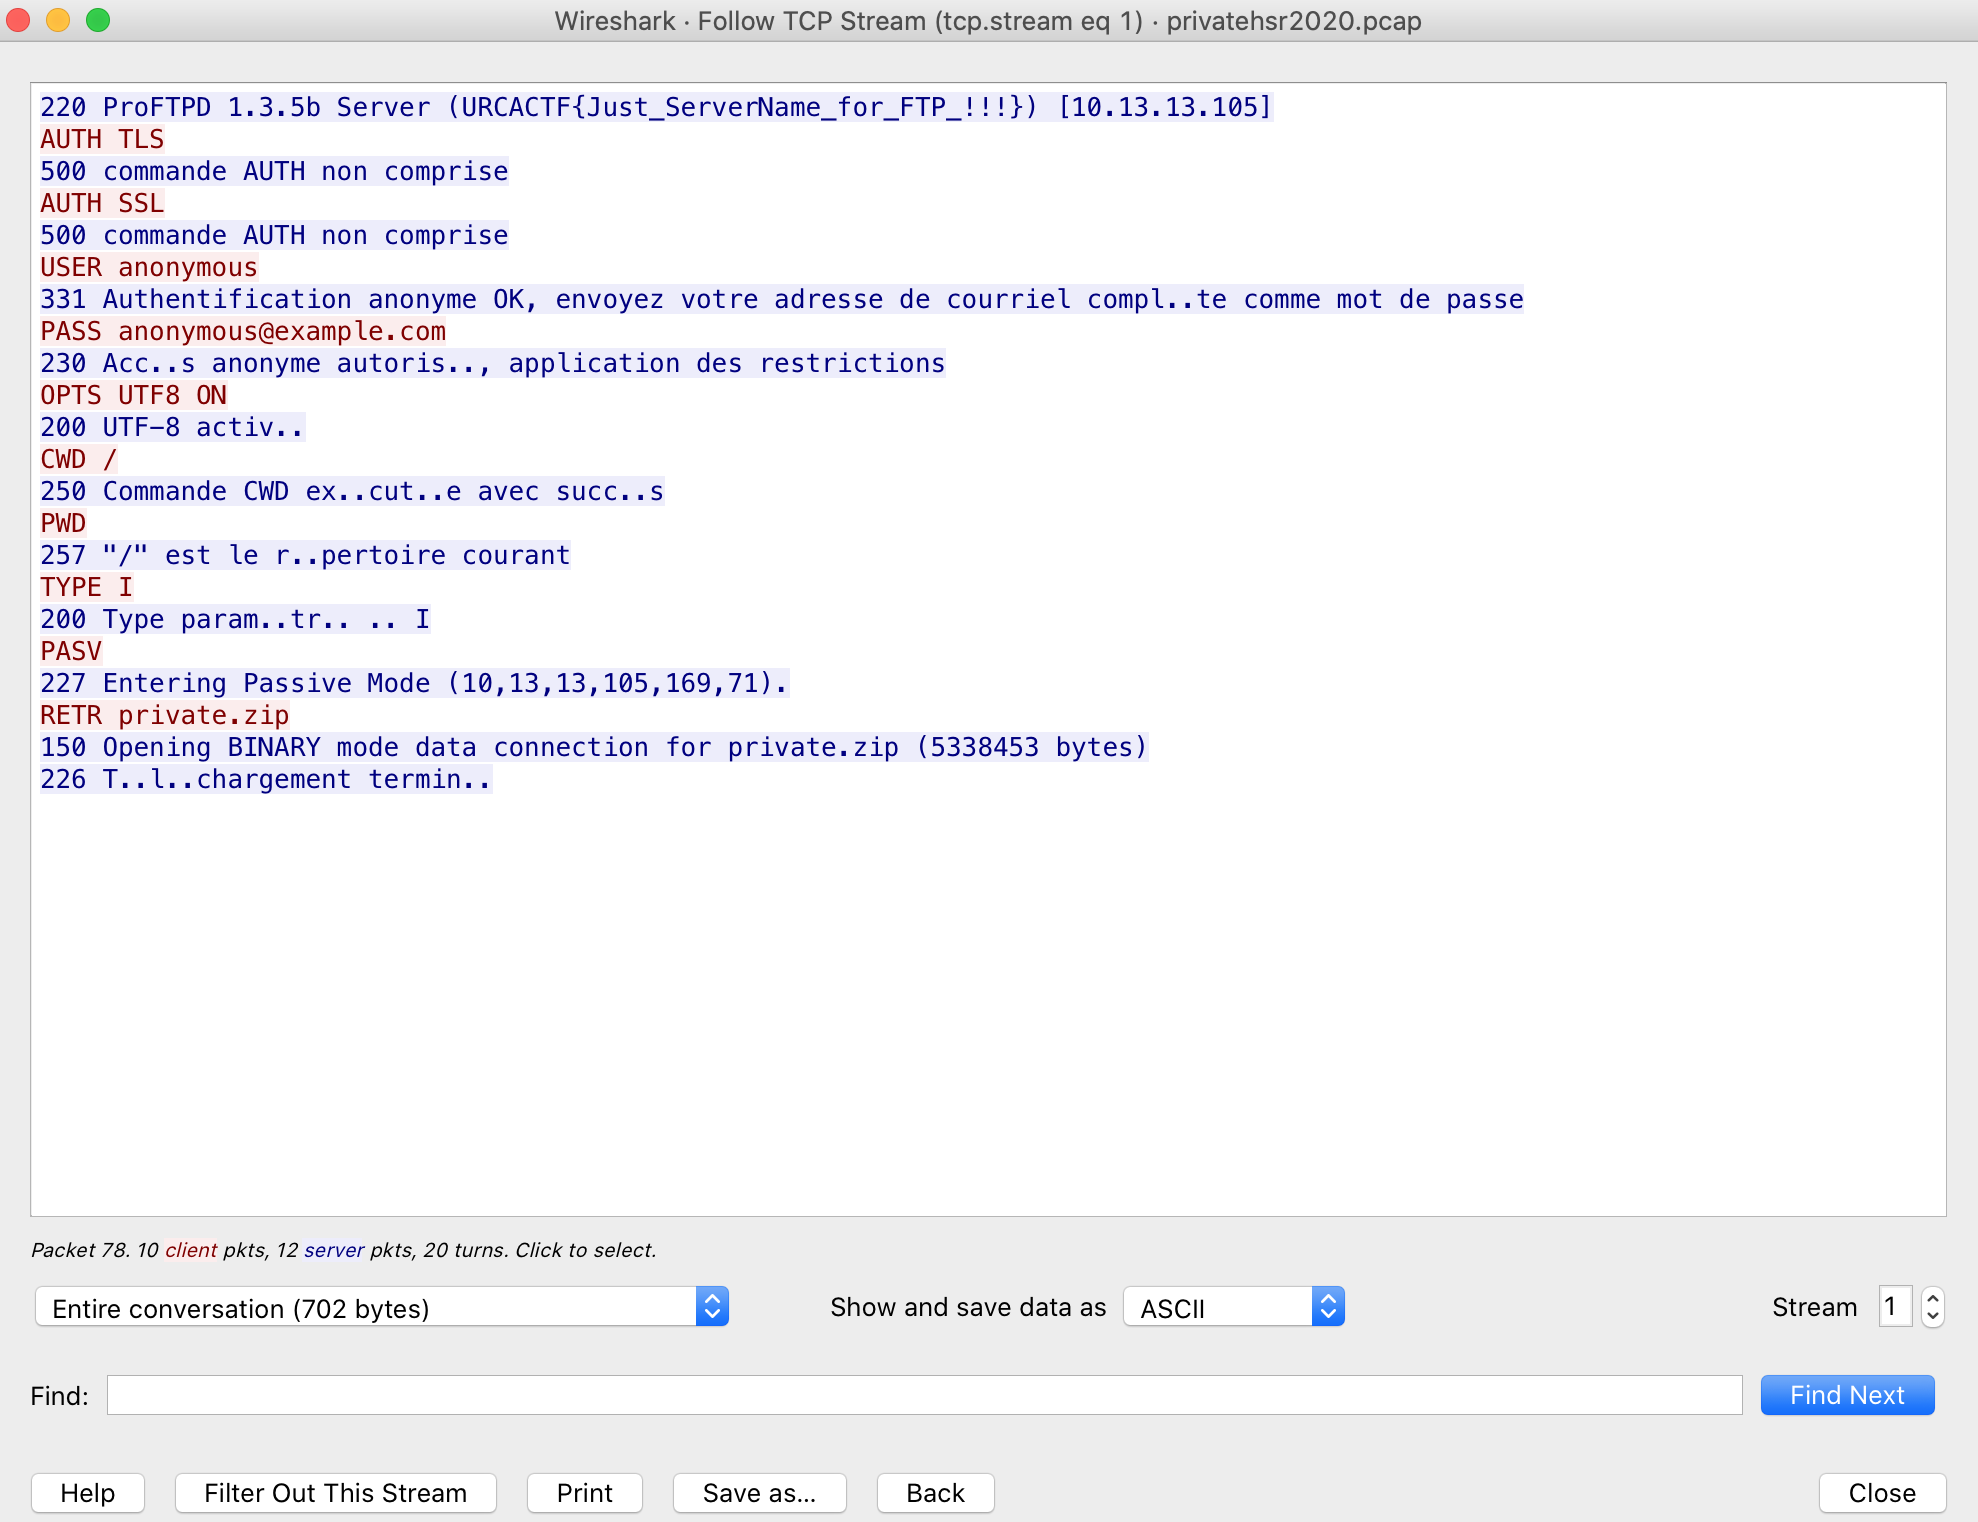 Wireshark · Follow TCP Stream (tcp.stream eq 1) · privatehsr2020.pcap
220 ProFTPD 1.3.5b Server (URCACTF{Just_ServerName_for_FTP_!!!}) [10.13.13.105]
AUTH TLS
500 commande AUTH non comprise
AUTH SSL
500 commande AUTH non comprise
USER anonymous
331 Authentification anonyme OK, envoyez votre adresse de courriel compl..te comme mot de passe
PASS anonymous@example.com
230 Acc..s anonyme autoris.., application des restrictions
OPTS UTF8 ON
200 UTF-8 activ..
CWD /
250 Commande CWD ex..cut..e avec succ..s
PWD
257 "/" est le r..pertoire courant
TYPE I
200 Type param..tr.. .. I
PASV
227 Entering Passive Mode (10,13,13,105,169,71).
RETR private.zip
150 Opening BINARY mode data connection for private.zip (5338453 bytes)
226 T..l..chargement termin..
Packet 78. 10 client pkts, 12 server pkts, 20 turns. Click to select.
Entire conversation (702 bytes) Show and save data as ASCII Stream 1
Find: Find Next
Help Filter Out This Stream Print Save as... Back Close